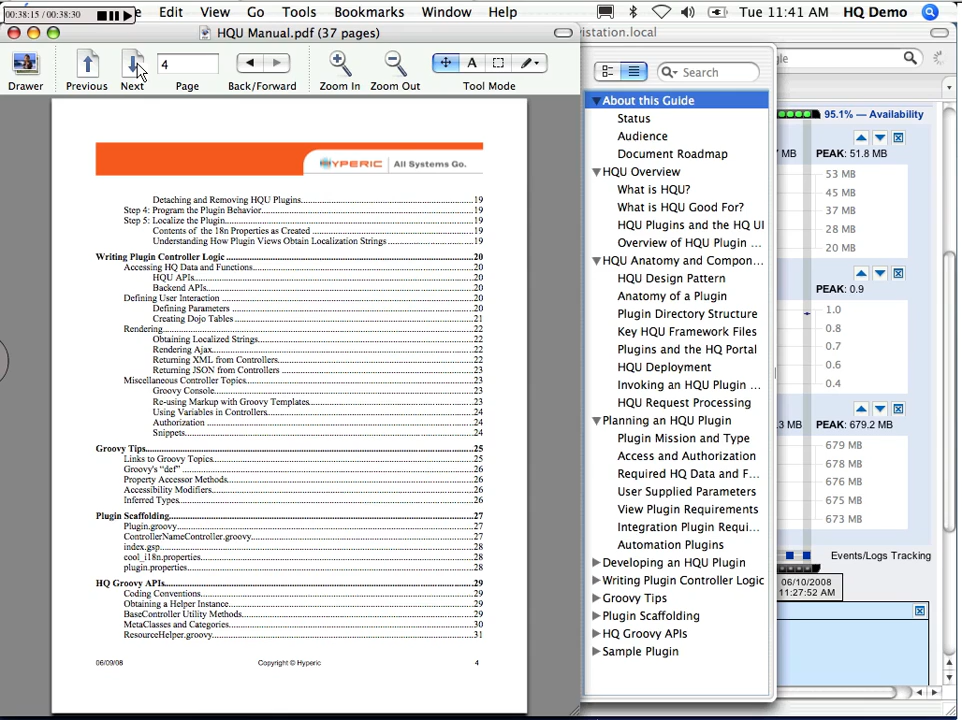 00:38:15 / 00:38:30
Edit View Go Tools Bookmarks Window Help
Tue 11:41 AM HQ Demo
HQU Manual.pdf (37 pages)
istation.local
4
gle
Drawer Previous Next Page Back/Forward Zoom In Zoom Out Tool Mode
Search
HYPERIC All Systems Go.
Detaching and Removing HQU Plugins 19
Step 4: Program the Plugin Behavior 19
Step 5: Localize the Plugin 19
Contents of the 18n Properties as Created 19
Understanding How Plugin Views Obtain Localization Strings 19
Writing Plugin Controller Logic 20
Accessing HQ Data and Functions 20
HQU APIs 20
Backend APIs 20
Defining User Interaction 20
Defining Parameters 20
Creating Dojo Tables 21
Rendering 22
Obtaining Localized Strings 22
Rendering Ajax 22
Returning XML from Controllers 22
Returning JSON from Controllers 23
Miscellaneous Controller Topics 23
Groovy Console 23
Re-using Markup with Groovy Templates 23
Using Variables in Controllers 24
Authorization 24
Snippets 24
Groovy Tips 25
Links to Groovy Topics 25
Groovy's "def" 26
Property Accessor Methods 26
Accessibility Modifiers 26
Inferred Types 26
Plugin Scaffolding 27
Plugin.groovy 27
ControllerNameController.groovy 27
index.gsp 28
cool_i18n.properties 28
plugin.properties 28
HQ Groovy APIs 29
Coding Conventions 29
Obtaining a Helper Instance 29
BaseController Utility Methods 29
MetaClasses and Categories 30
ResourceHelper.groovy 31
06/09/08 Copyright © Hyperic 4
About this Guide
Status
Audience
Document Roadmap
HQU Overview
What is HQU?
What is HQU Good For?
HQU Plugins and the HQ UI
Overview of HQU Plugin ...
HQU Anatomy and Compon...
HQU Design Pattern
Anatomy of a Plugin
Plugin Directory Structure
Key HQU Framework Files
Plugins and the HQ Portal
HQU Deployment
Invoking an HQU Plugin ...
HQU Request Processing
Planning an HQU Plugin
Plugin Mission and Type
Access and Authorization
Required HQ Data and F...
User Supplied Parameters
View Plugin Requirements
Integration Plugin Requi...
Automation Plugins
Developing an HQU Plugin
Writing Plugin Controller Logic
Groovy Tips
Plugin Scaffolding
HQ Groovy APIs
Sample Plugin
95.1% — Availability
MB PEAK: 51.8 MB
53 MB
45 MB
37 MB
28 MB
20 MB
PEAK: 0.9
1.0
0.8
0.7
0.6
0.4
.3 MB PEAK: 679.2 MB
679 MB
678 MB
676 MB
675 MB
673 MB
Events/Logs Tracking
06/10/2008
11:27:52 AM